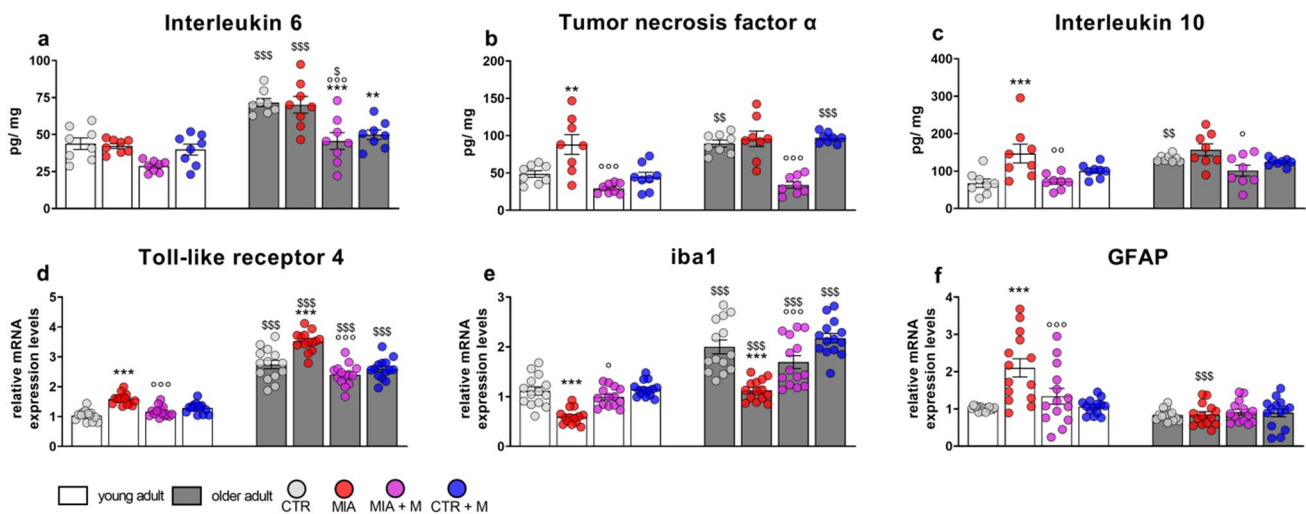 Interleukin 6
Tumor necrosis factor α
Interleukin 10
a
b
c
pg/ mg
100
75
50
25
0
$$$
$$$
$
°°°
***
**
pg/ mg
200
150
100
50
0
**
°°°
$$
°°°
$$$
pg/ mg
400
300
200
100
0
***
°°
$$
°
Toll-like receptor 4
iba1
GFAP
d
e
f
relative mRNA
expression levels
5
4
3
2
1
0
***
°°°
$$$
$$$
***
$$$
°°°
$$$
relative mRNA
expression levels
3
2
1
0
***
°
$$$
$$$
***
$$$
°°°
$$$
relative mRNA
expression levels
4
3
2
1
0
***
°°°
$$$
young adult
older adult
CTR
MIA
MIA + M
CTR + M